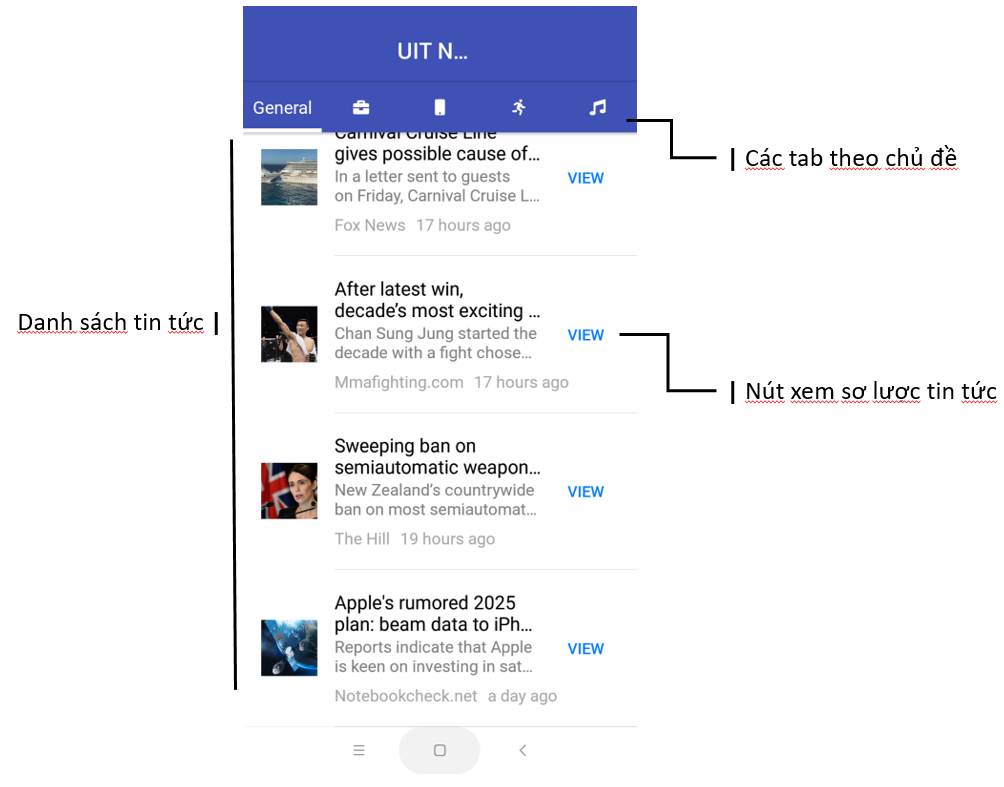 UIT N...
General
Các tab theo chủ đề
Carnival Cruise Line
gives possible cause of...
In a letter sent to guests
on Friday, Carnival Cruise L...
VIEW
Fox News 17 hours ago
Danh sách tin tức
After latest win,
decade's most exciting ...
Chan Sung Jung started the
decade with a fight chose...
VIEW
Mmafighting.com 17 hours ago
Nút xem sơ lược tin tức
Sweeping ban on
semiautomatic weapon...
New Zealand's countrywide
ban on most semiautomat...
VIEW
The Hill 19 hours ago
Apple's rumored 2025
plan: beam data to iPh...
Reports indicate that Apple
is keen on investing in sat...
VIEW
Notebookcheck.net a day ago